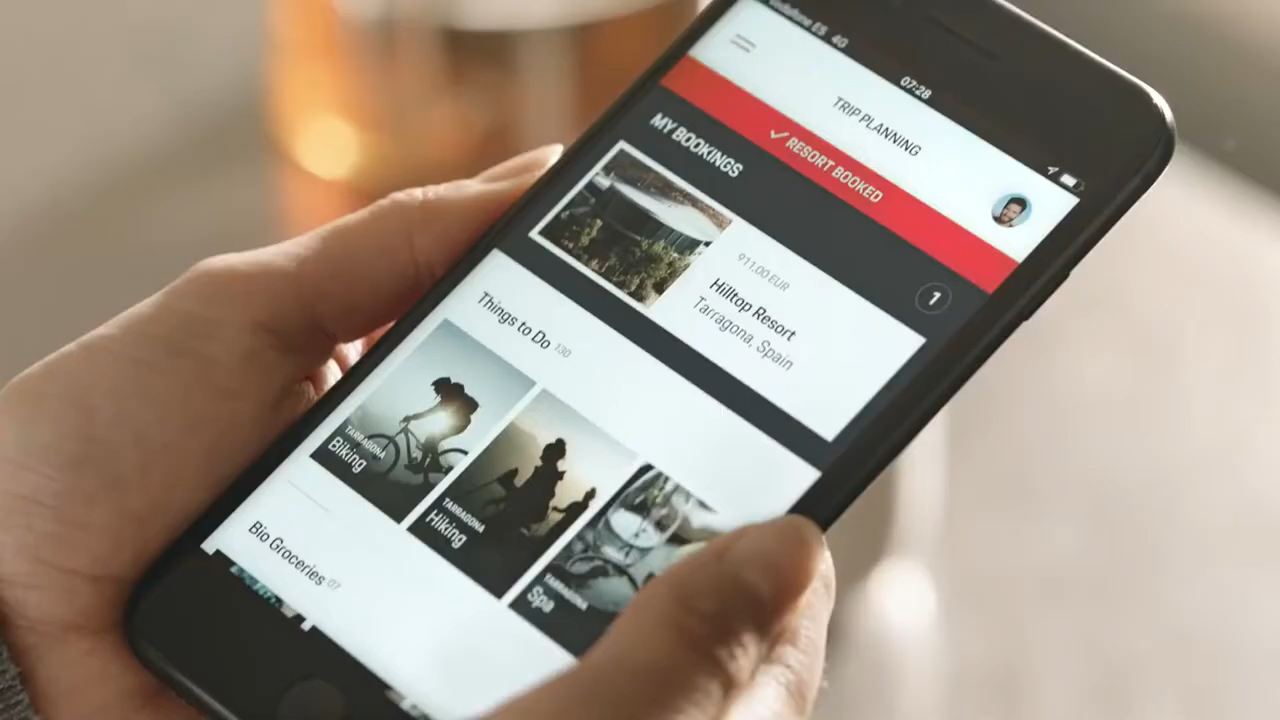 Vodafone ES 4G
07:28
TRIP PLANNING
✓ RESORT BOOKED
MY BOOKINGS
1
911,00 EUR
Hilltop Resort
Tarragona, Spain
Things to Do 130
TARRAGONA
Biking
TARRAGONA
Hiking
TARRAGONA
Spa
Bio Groceries 07